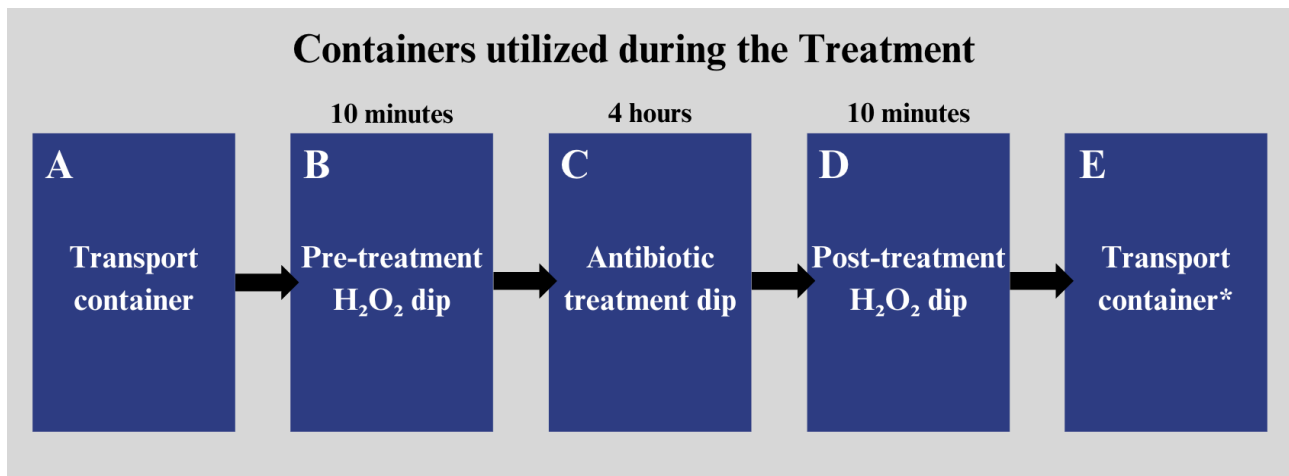 Containers utilized during the Treatment
10 minutes
4 hours
10 minutes
A
Transport
container
B
Pre-treatment
H₂O₂ dip
C
Antibiotic
treatment dip
D
Post-treatment
H₂O₂ dip
E
Transport
container*